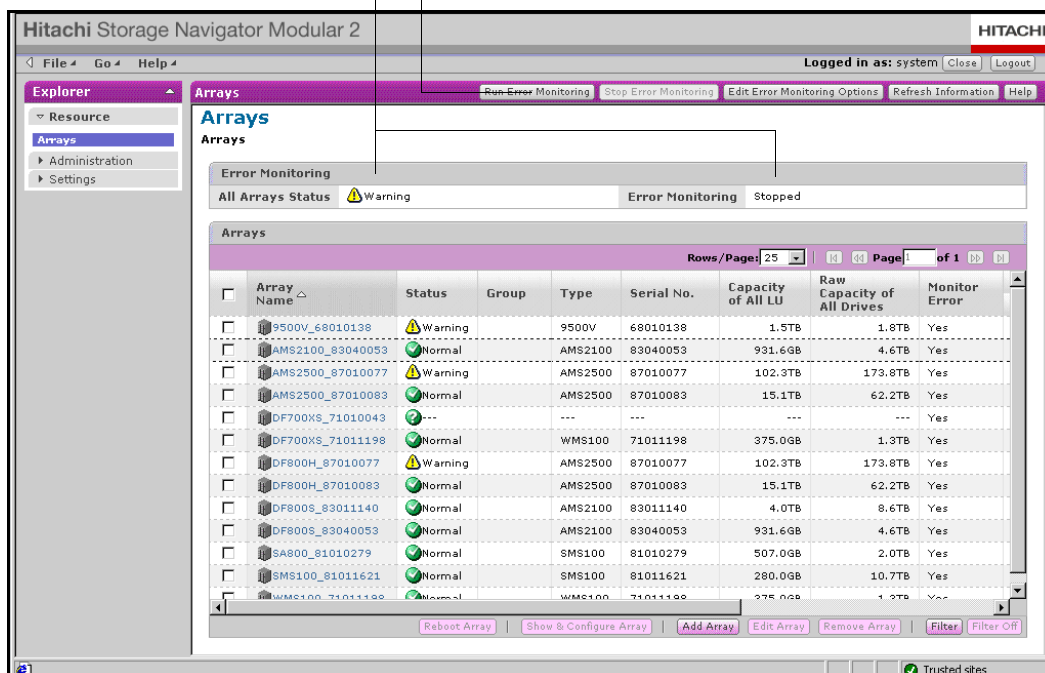 Hitachi Storage Navigator Modular 2
HITACHI
File Go Help Logged in as: system Close Logout
Explorer
Resource
Arrays
Administration
Settings
Arrays Run Error Monitoring Stop Error Monitoring Edit Error Monitoring Options Refresh Information Help
Arrays
Arrays
Error Monitoring
All Arrays Status Warning Error Monitoring Stopped
Arrays
Rows/Page: 25 Page 1 of 1
Array Name Status Group Type Serial No. Capacity of All LU Raw Capacity of All Drives Monitor Error
9500V_68010138 Warning 9500V 68010138 1.5TB 1.8TB Yes
AMS2100_83040053 Normal AMS2100 83040053 931.6GB 4.6TB Yes
AMS2500_87010077 Warning AMS2500 87010077 102.3TB 173.8TB Yes
AMS2500_87010083 Normal AMS2500 87010083 15.1TB 62.2TB Yes
DF700XS_71010043 --- --- --- --- --- Yes
DF700XS_71011198 Normal WMS100 71011198 375.0GB 1.3TB Yes
DF800H_87010077 Warning AMS2500 87010077 102.3TB 173.8TB Yes
DF800H_87010083 Normal AMS2500 87010083 15.1TB 62.2TB Yes
DF800S_83011140 Normal AMS2100 83011140 4.0TB 8.6TB Yes
DF800S_83040053 Normal AMS2100 83040053 931.6GB 4.6TB Yes
SA800_81010279 Normal SMS100 81010279 507.0GB 2.0TB Yes
SMS100_81011621 Normal SMS100 81011621 280.0GB 10.7TB Yes
WMS100_71011198 Normal WMS100 71011198 375.0GB 1.3TB Yes
Reboot Array | Show & Configure Array | Add Array Edit Array Remove Array | Filter Filter Off
Trusted sites